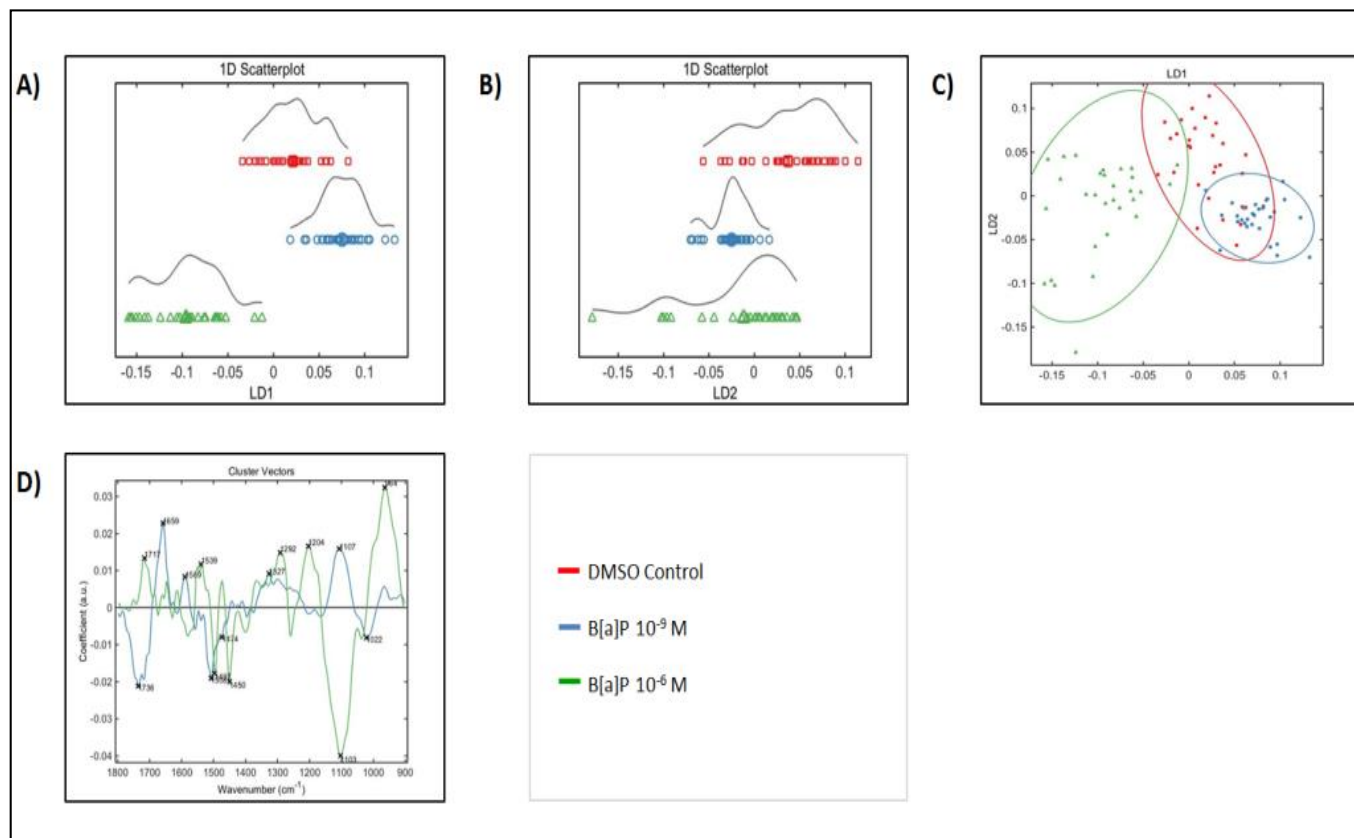 A)
1D Scatterplot
-0.15 -0.1 -0.05 0 0.05 0.1
LD1
B)
1D Scatterplot
-0.15 -0.1 -0.05 0 0.05 0.1
LD2
C)
LD1
0.1
0.05
0
-0.05
-0.1
-0.15
LD2
-0.15 -0.1 -0.05 0 0.05 0.1
D)
Cluster Vectors
0.03
0.02
0.01
0
-0.01
-0.02
-0.03
-0.04
Coefficient (a.u.)
1659
1717
1539
1292
1204
1107
1450
1736
1022
1103
1800 1700 1600 1500 1400 1300 1200 1100 1000 900
Wavenumber (cm⁻¹)
DMSO Control
B[a]P 10⁻⁹ M
B[a]P 10⁻⁶ M